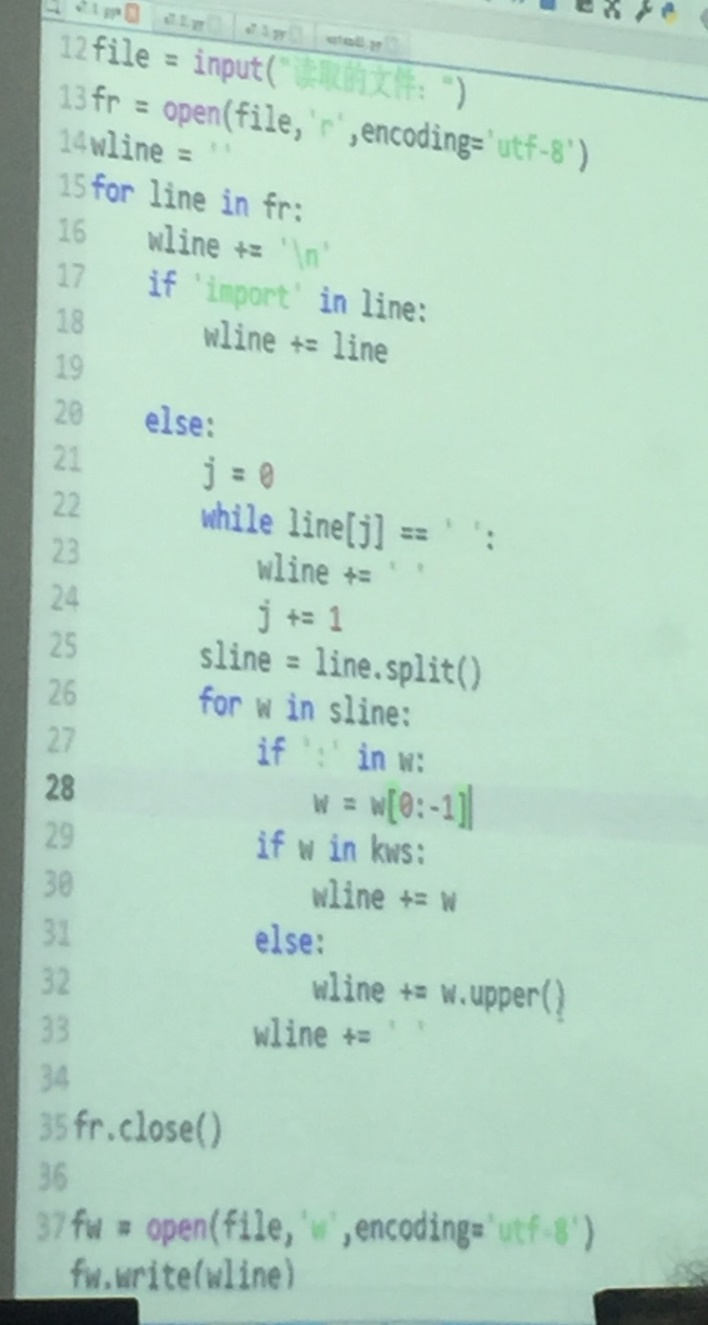 12 file = input("读取的文件: ")
13 fr = open(file,'r',encoding='utf-8')
14 wline = ''
15 for line in fr:
16     wline += '\n'
17     if 'import' in line:
18         wline += line
19
20     else:
21         j = 0
22         while line[j] == ' ':
23             wline += ' '
24             j += 1
25         sline = line.split()
26         for w in sline:
27             if ':' in w:
28                 w = w[0:-1]
29             if w in kws:
30                 wline += w
31             else:
32                 wline += w.upper()
33             wline += ' '
34
35 fr.close()
36
37 fw = open(file,'w',encoding='utf-8')
fw.write(wline)